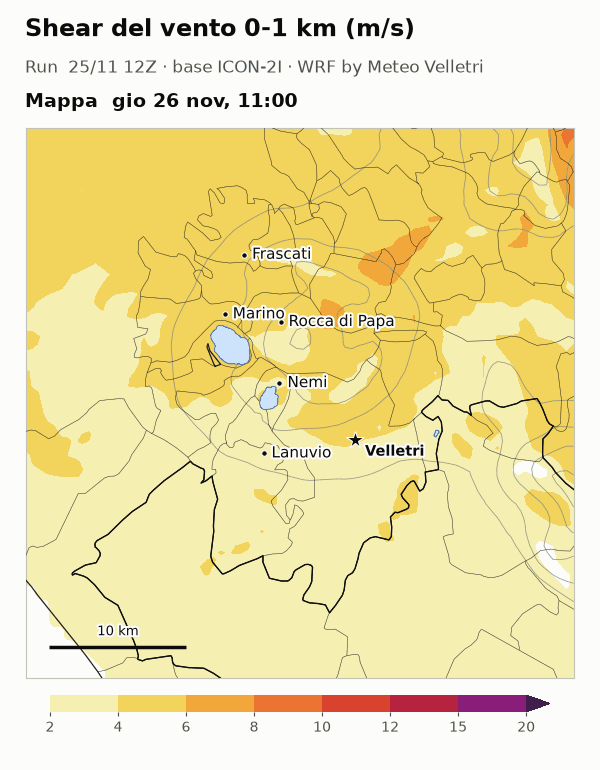 Shear del vento 0-1 km (m/s)
Run  25/11 12Z · base ICON-2I · WRF by Meteo Velletri
Mappa  gio 26 nov, 11:00
Frascati
Marino
Rocca di Papa
Nemi
Velletri
Lanuvio
10 km
2 4 6 8 10 12 15 20